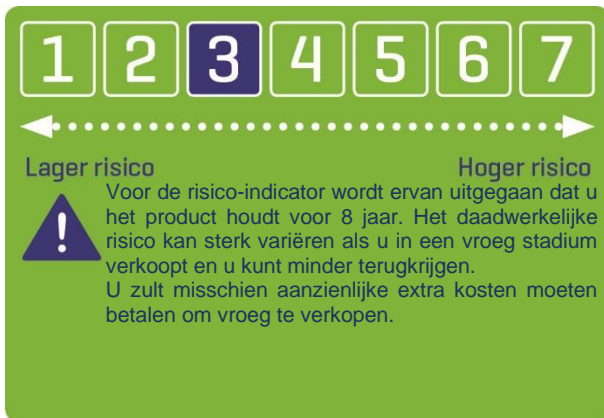 1 2 3 4 5 6 7
Lager risico Hoger risico
Voor de risico-indicator wordt ervan uitgegaan dat u
het product houdt voor 8 jaar. Het daadwerkelijke
risico kan sterk variëren als u in een vroeg stadium
verkoopt en u kunt minder terugkrijgen.
U zult misschien aanzienlijke extra kosten moeten
betalen om vroeg te verkopen.